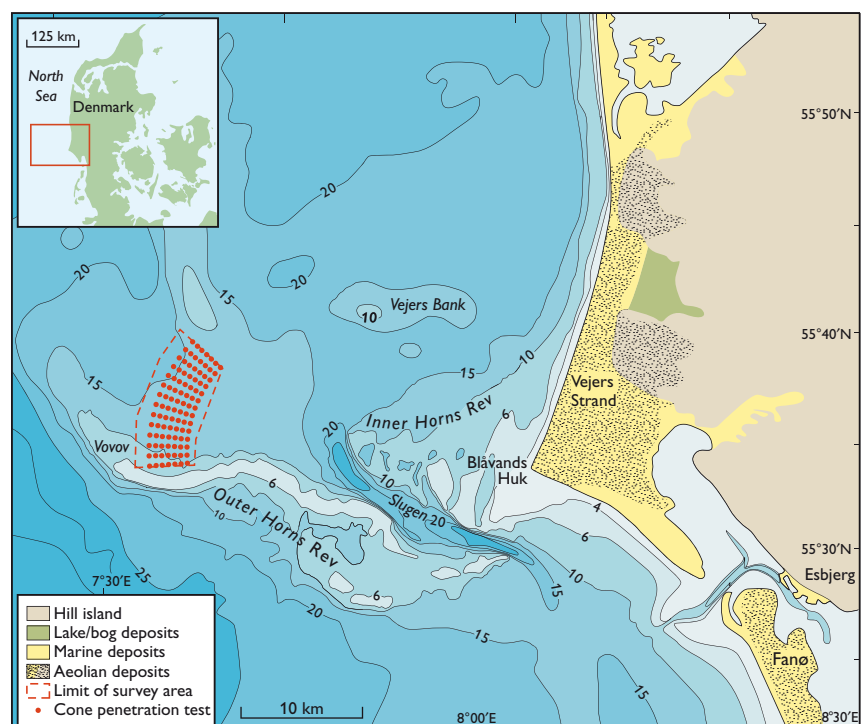 125 km
North
Sea
Denmark
55°50′N
20
20
20
15
Vejers Bank
10
55°40′N
10
15
15
Vejers
Strand
Inner Horns Rev
6
20
Vovov
Blåvands
Huk
10
6
Slugen
20
4
Outer Horns Rev
10
6
55°30′N
7°30′E
25
10
15
Esbjerg
6
20
15
Fanø
15
Hill island
Lake/bog deposits
Marine deposits
Aeolian deposits
Limit of survey area
Cone penetration test
10 km
8°00′E
8°30′E